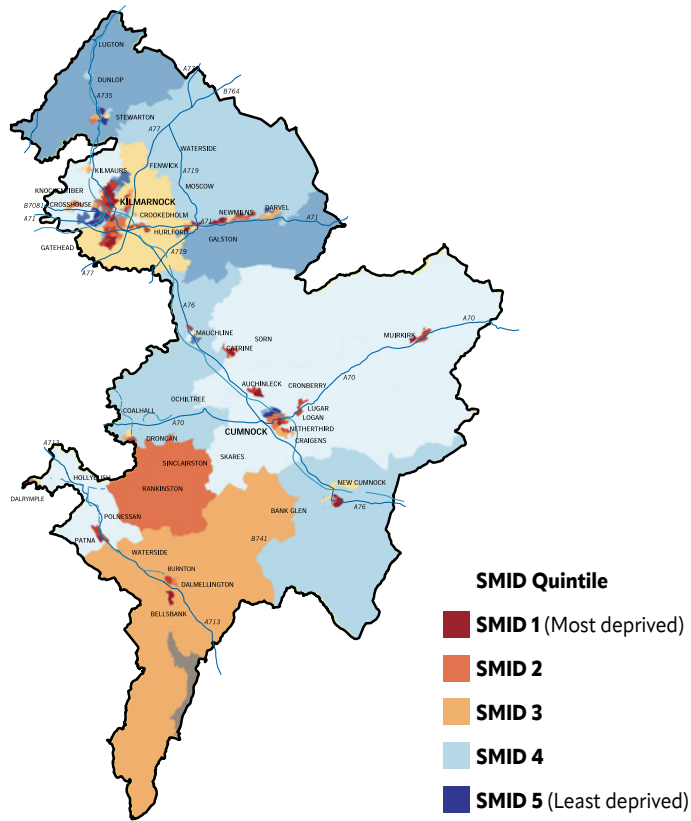 LUGTON
DUNLOP
A735
STEWARTON
B764
A77
WATERSIDE
FENWICK
A719
KILMAURS
MOSCOW
KNOCKENTIBER
KILMARNOCK
B7081
CROSSHOUSE
CROOKEDHOLM
NEWMILNS
DARVEL
A71
A71
A71
HURLFORD
GALSTON
GATEHEAD
A719
A77
A76
MAUCHLINE
SORN
CATRINE
MUIRKIRK
A70
A70
AUCHINLECK
CRONBERRY
OCHILTREE
LUGAR
COALHALL
LOGAN
A70
CUMNOCK
NETHERTHIRD
DRONGAN
CRAIGENS
A713
SKARES
SINCLAIRSTON
HOLLYBUSH
NEW CUMNOCK
DALRYMPLE
RANKINSTON
A76
POLNESSAN
BANK GLEN
PATNA
B741
WATERSIDE
BURNTON
DALMELLINGTON
BELLSBANK
A713
SMID Quintile
SMID 1 (Most deprived)
SMID 2
SMID 3
SMID 4
SMID 5 (Least deprived)